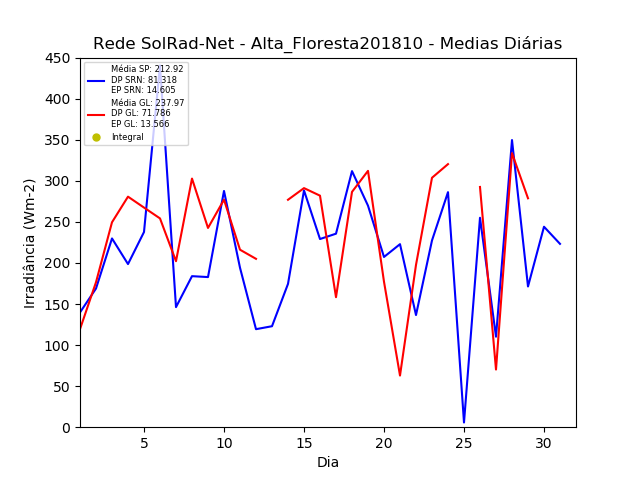 Rede SolRad-Net - Alta_Floresta201810 - Medias Diárias
Média SP: 212.92
DP SRN: 81.318
EP SRN: 14.605
Média GL: 237.97
DP GL: 71.786
EP GL: 13.566
Integral
Irradiância (Wm-2)
450
400
350
300
250
200
150
100
50
0
5
10
15
20
25
30
Dia